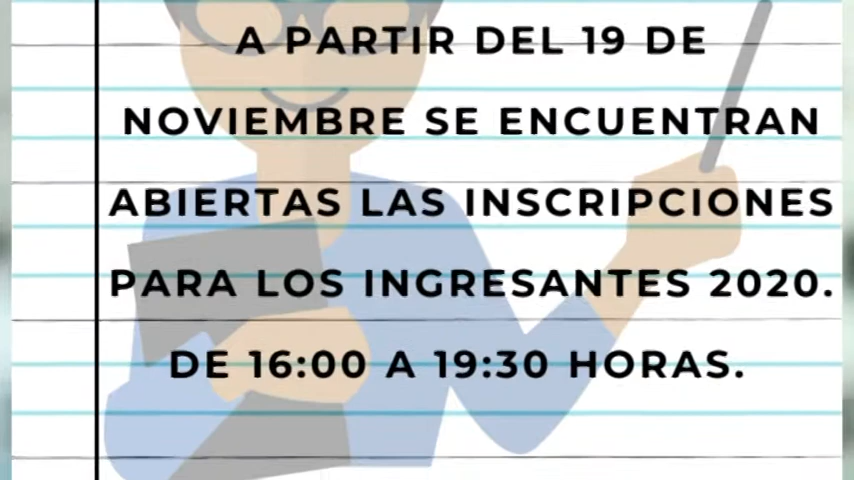 A PARTIR DEL 19 DE
NOVIEMBRE SE ENCUENTRAN
ABIERTAS LAS INSCRIPCIONES
PARA LOS INGRESANTES 2020.
DE 16:00 A 19:30 HORAS.